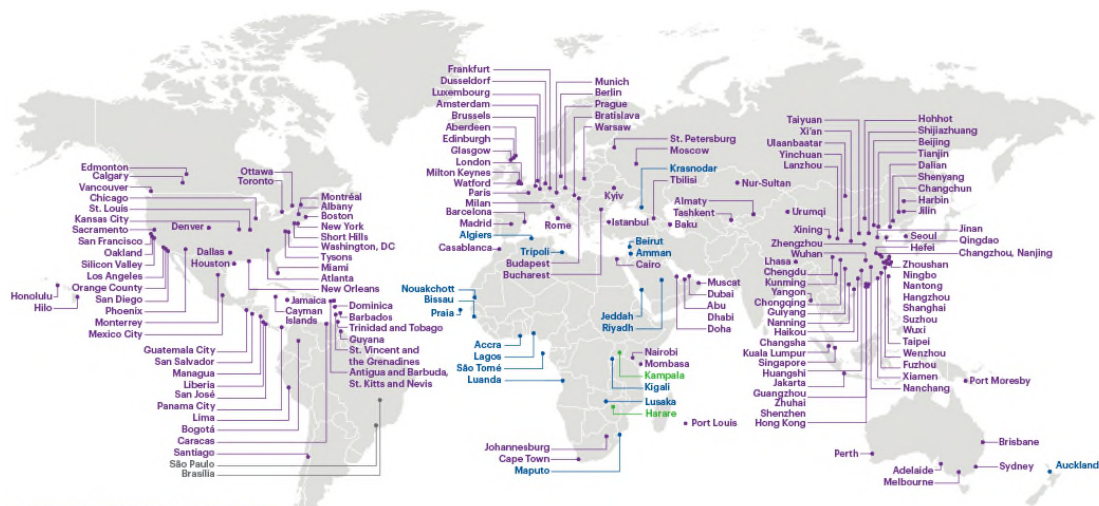 Edmonton
Calgary
Vancouver
Chicago
St. Louis
Kansas City
Sacramento
San Francisco
Oakland
Silicon Valley
Los Angeles
Orange County
San Diego
Phoenix
Monterrey
Mexico City
Denver
Dallas
Houston
Ottawa
Toronto
Montréal
Albany
Boston
New York
Short Hills
Washington, DC
Tysons
Miami
Atlanta
New Orleans
Honolulu
Hilo
Jamaica
Cayman
Islands
Dominica
Barbados
Trinidad and Tobago
Guyana
St. Vincent and
the Grenadines
Antigua and Barbuda,
St. Kitts and Nevis
Guatemala City
San Salvador
Managua
Liberia
San José
Panama City
Lima
Bogotá
Caracas
Santiago
São Paulo
Brasília
Frankfurt
Dusseldorf
Luxembourg
Amsterdam
Brussels
Aberdeen
Edinburgh
Glasgow
London
Milton Keynes
Watford
Paris
Milan
Barcelona
Madrid
Algiers
Casablanca
Munich
Berlin
Prague
Bratislava
Warsaw
St. Petersburg
Moscow
Krasnodar
Tbilisi
Kyiv
Rome
Istanbul
Tripoli
Budapest
Bucharest
Beirut
Amman
Cairo
Baku
Almaty
Tashkent
Nur-Sultan
Nouakchott
Bissau
Praia
Accra
Lagos
São Tomé
Luanda
Jeddah
Riyadh
Muscat
Dubai
Abu
Dhabi
Doha
Nairobi
Mombasa
Kampala
Kigali
Lusaka
Harare
Port Louis
Johannesburg
Cape Town
Maputo
Taiyuan
Xi'an
Ulaanbaatar
Yinchuan
Lanzhou
Urumqi
Xining
Zhengzhou
Wuhan
Lhasa
Chengdu
Kunming
Yangon
Chongqing
Guiyang
Nanning
Haikou
Changsha
Kuala Lumpur
Singapore
Huangshi
Jakarta
Guangzhou
Zhuhai
Shenzhen
Hong Kong
Hohhot
Shijiazhuang
Beijing
Tianjin
Dalian
Shenyang
Changchun
Harbin
Jilin
Jinan
Seoul
Qingdao
Hefei
Changzhou, Nanjing
Zhoushan
Ningbo
Nantong
Hangzhou
Shanghai
Suzhou
Wuxi
Taipei
Wenzhou
Fuzhou
Xiamen
Nanchang
Port Moresby
Perth
Adelaide
Melbourne
Brisbane
Sydney
Auckland